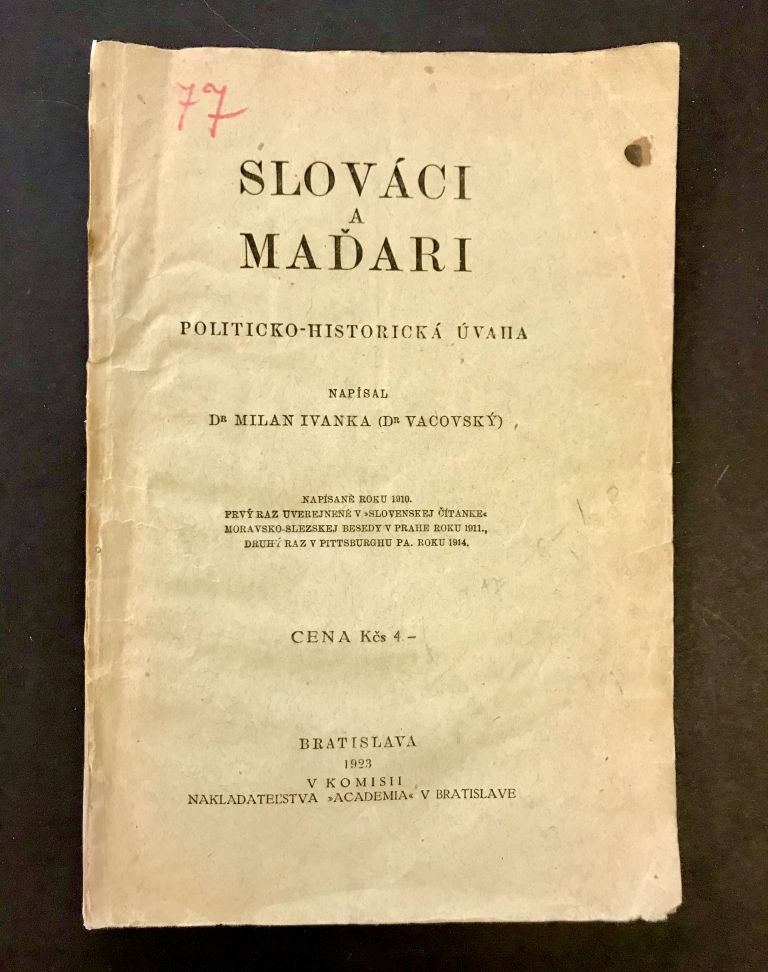 77
SLOVÁCI
A
MAĎARI
POLITICKO-HISTORICKÁ ÚVAHA
NAPÍSAL
DR MILAN IVANKA (DR VACOVSKÝ)
NAPÍSANÉ ROKU 1910.
PRVÝ RAZ UVEREJNENÉ V »SLOVENSKEJ ČÍTANKE«
MORAVSKO-SLEZSKEJ BESEDY V PRAHE ROKU 1911.,
DRUHÝ RAZ V PITTSBURGHU PA. ROKU 1914.
CENA Kčs 4 –
BRATISLAVA
1923
V KOMISII
NAKLADATEĽSTVA »ACADEMIA« V BRATISLAVE